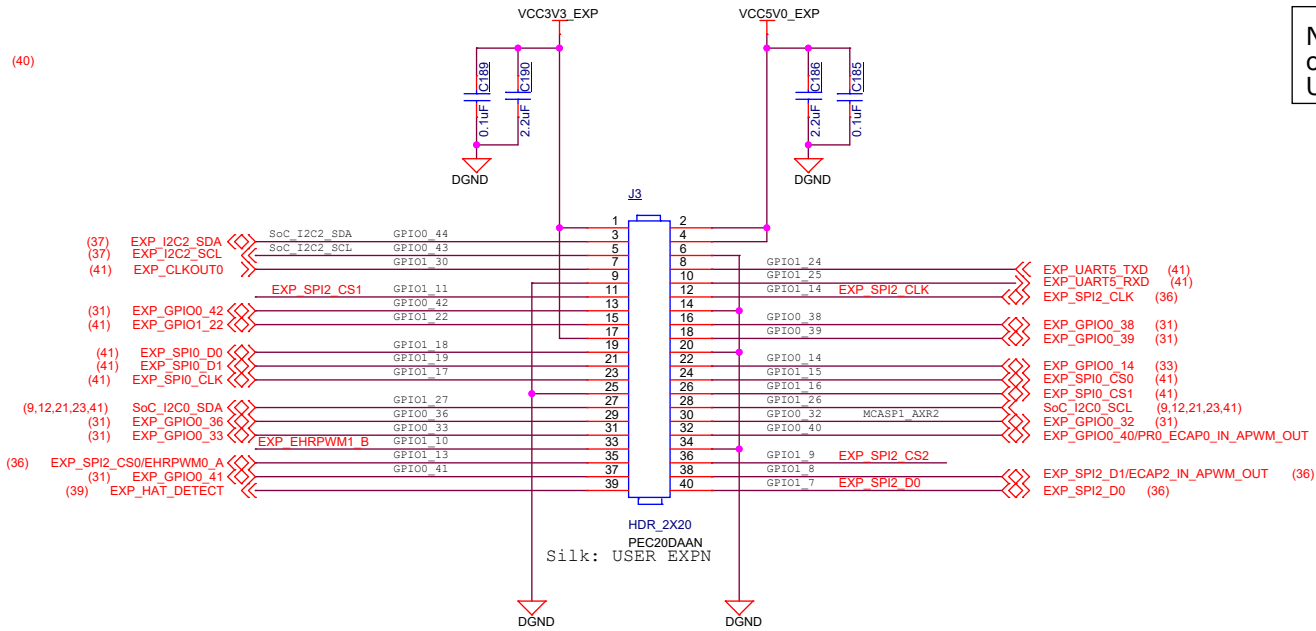 VCC3V3_EXP VCC5V0_EXP
(40)
C189 C190 C186 C185
0.1uF 2.2uF 2.2uF 0.1uF
DGND DGND
J3
1 2
(37) EXP_I2C2_SDA SoC_I2C2_SDA GPIO0_44 3 4
(37) EXP_I2C2_SCL SoC_I2C2_SCL GPIO0_43 5 6
(41) EXP_CLKOUT0 GPIO1_30 7 8 GPIO1_24 EXP_UART5_TXD (41)
9 10 GPIO1_25 EXP_UART5_RXD (41)
EXP_SPI2_CS1 GPIO1_11 11 12 GPIO1_14 EXP_SPI2_CLK EXP_SPI2_CLK (36)
(31) EXP_GPIO0_42 GPIO0_42 13 14
(41) EXP_GPIO1_22 GPIO1_22 15 16 GPIO0_38 EXP_GPIO0_38 (31)
17 18 GPIO0_39 EXP_GPIO0_39 (31)
(41) EXP_SPI0_D0 GPIO1_18 19 20
(41) EXP_SPI0_D1 GPIO1_19 21 22 GPIO0_14 EXP_GPIO0_14 (33)
(41) EXP_SPI0_CLK GPIO1_17 23 24 GPIO1_15 EXP_SPI0_CS0 (41)
25 26 GPIO1_16 EXP_SPI0_CS1 (41)
(9,12,21,23,41) SoC_I2C0_SDA GPIO1_27 27 28 GPIO1_26 SoC_I2C0_SCL (9,12,21,23,41)
(31) EXP_GPIO0_36 GPIO0_36 29 30 GPIO0_32 MCASP1_AXR2 EXP_GPIO0_32 (31)
(31) EXP_GPIO0_33 GPIO0_33 31 32 GPIO0_40 EXP_GPIO0_40/PR0_ECAP0_IN_APWM_OUT
EXP_EHRPWM1_B GPIO1_10 33 34
(36) EXP_SPI2_CS0/EHRPWM0_A GPIO1_13 35 36 GPIO1_9 EXP_SPI2_CS2
(31) EXP_GPIO0_41 GPIO0_41 37 38 GPIO1_8 EXP_SPI2_D1/ECAP2_IN_APWM_OUT (36)
(39) EXP_HAT_DETECT 39 40 GPIO1_7 EXP_SPI2_D0 EXP_SPI2_D0 (36)
HDR_2X20
PEC20DAAN
Silk: USER EXPN
DGND DGND